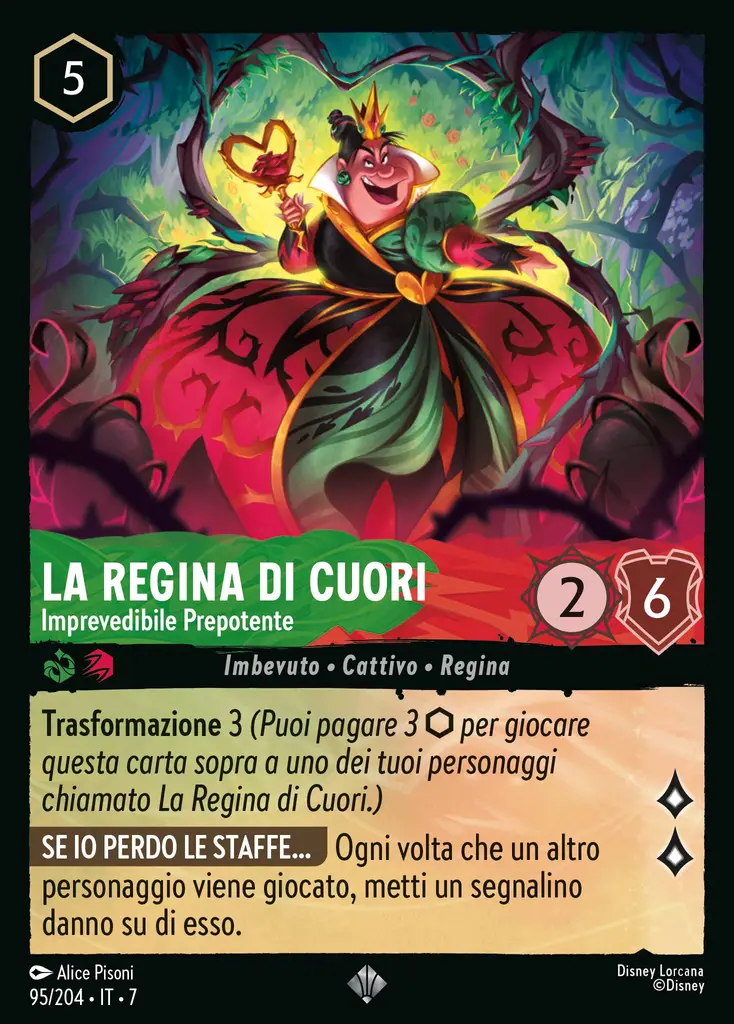 5
LA REGINA DI CUORI
Imprevedibile Prepotente
2
6
Imbevuto • Cattivo • Regina
Trasformazione 3 (Puoi pagare 3 ⬡ per giocare
questa carta sopra a uno dei tuoi personaggi
chiamato La Regina di Cuori.)
SE IO PERDO LE STAFFE... Ogni volta che un altro
personaggio viene giocato, metti un segnalino
danno su di esso.
Alice Pisoni
95/204 • IT • 7
Disney Lorcana
©Disney